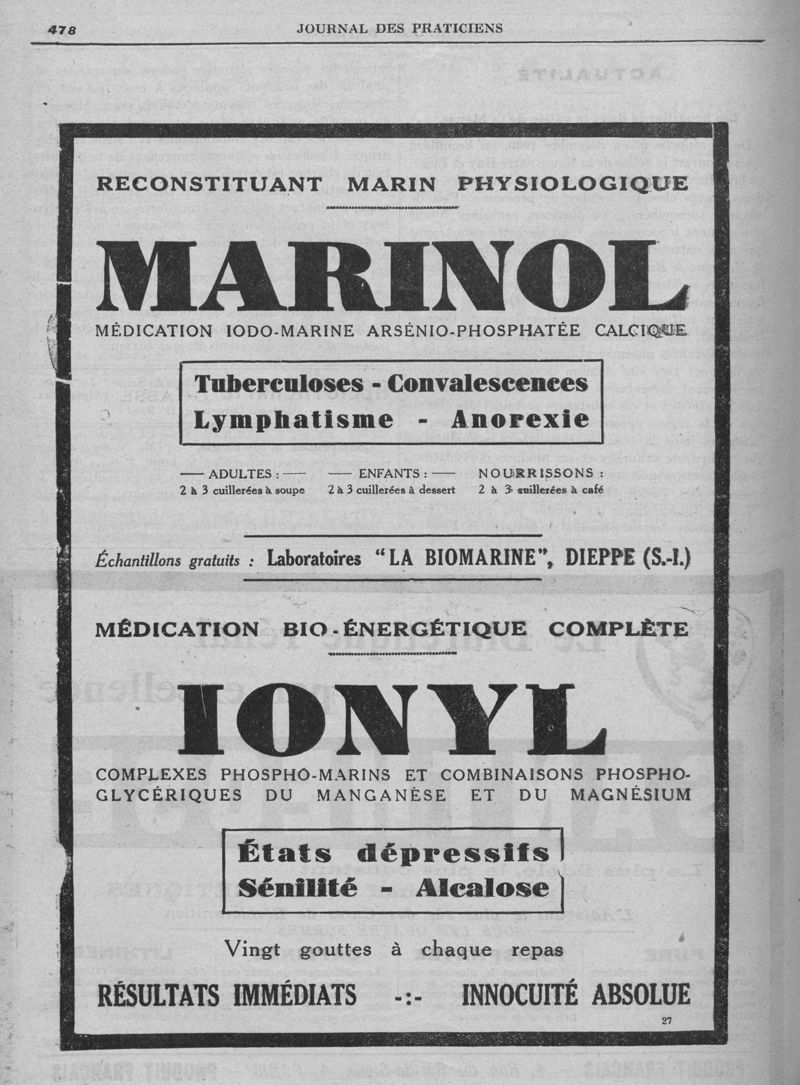 478
JOURNAL DES PRATICIENS
RECONSTITUANT MARIN PHYSIOLOGIQUE
MARINOL
MÉDICATION IODO-MARINE ARSÉNIO-PHOSPHATÉE CALCIQUE
Tuberculoses - Convalescences
Lymphatisme - Anorexie
— ADULTES : — — ENFANTS : — NOURRISSONS :
2 à 3 cuillerées à soupe 2 à 3 cuillerées à dessert 2 à 3 cuillerées à café
Échantillons gratuits : Laboratoires "LA BIOMARINE", DIEPPE (S.-I.)
MÉDICATION BIO-ÉNERGÉTIQUE COMPLÈTE
IONYL
COMPLEXES PHOSPHO-MARINS ET COMBINAISONS PHOSPHO-
GLYCÉRIQUES DU MANGANÈSE ET DU MAGNÉSIUM
États dépressifs
Sénilité - Alcalose
Vingt gouttes à chaque repas
RÉSULTATS IMMÉDIATS -:- INNOCUITÉ ABSOLUE
27